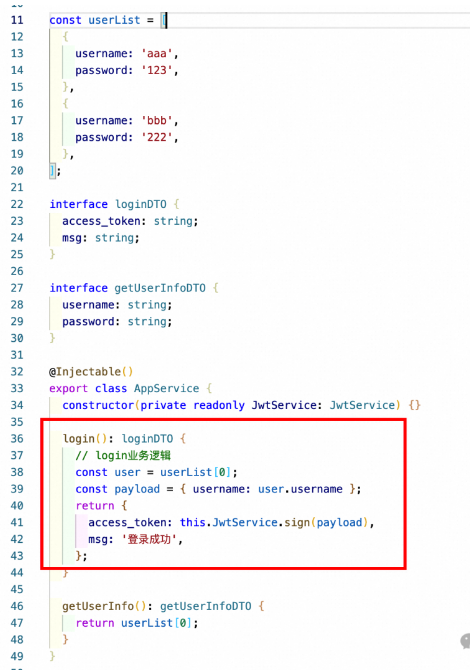 11 const userList = [
12 {
13 username: 'aaa',
14 password: '123',
15 },
16 {
17 username: 'bbb',
18 password: '222',
19 },
20 ];
21
22 interface loginDTO {
23 access_token: string;
24 msg: string;
25 }
26
27 interface getUserInfoDTO {
28 username: string;
29 password: string;
30 }
31
32 @Injectable()
33 export class AppService {
34 constructor(private readonly JwtService: JwtService) {}
35
36 login(): loginDTO {
37 // login业务逻辑
38 const user = userList[0];
39 const payload = { username: user.username };
40 return {
41 access_token: this.JwtService.sign(payload),
42 msg: '登录成功',
43 };
44 }
45
46 getUserInfo(): getUserInfoDTO {
47 return userList[0];
48 }
49 }